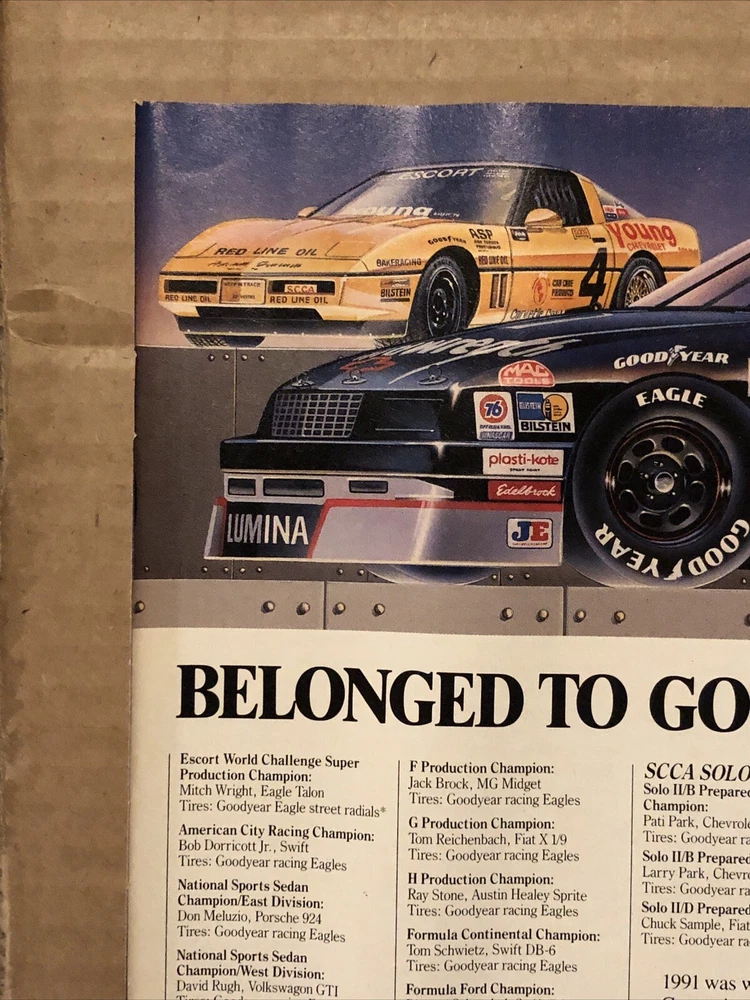 ESCORT
Young
Young
CHEVROLET
GOODYEAR
ASP
RED LINE OIL
RED LINE OIL
BAKERACING
BILSTEIN
RED LINE OIL
SCCA
RED LINE OIL
CAR CARE
PRODUCTS
4
GOODYEAR
MAC
TOOLS
76
BILSTEIN
EAGLE
plasti-kote
Edelbrock
LUMINA
JE
GOODYEAR
BELONGED TO GO
Escort World Challenge Super
Production Champion:
Mitch Wright, Eagle Talon
Tires: Goodyear Eagle street radials*
American City Racing Champion:
Bob Dorricott Jr., Swift
Tires: Goodyear racing Eagles
National Sports Sedan
Champion/East Division:
Don Meluzio, Porsche 924
Tires: Goodyear racing Eagles
National Sports Sedan
Champion/West Division:
David Rugh, Volkswagon GTI
F Production Champion:
Jack Brock, MG Midget
Tires: Goodyear racing Eagles
G Production Champion:
Tom Reichenbach, Fiat X 1/9
Tires: Goodyear racing Eagles
H Production Champion:
Ray Stone, Austin Healey Sprite
Tires: Goodyear racing Eagles
Formula Continental Champion:
Tom Schwietz, Swift DB-6
Tires: Goodyear racing Eagles
Formula Ford Champion:
SCCA SOLO
Solo II/B Prepared
Champion:
Pati Park, Chevrole
Tires: Goodyear ra
Solo II/B Prepared
Larry Park, Chevro
Tires: Goodyear ra
Solo II/D Prepared
Chuck Sample, Fiat
Tires: Goodyear ra
1991 was w